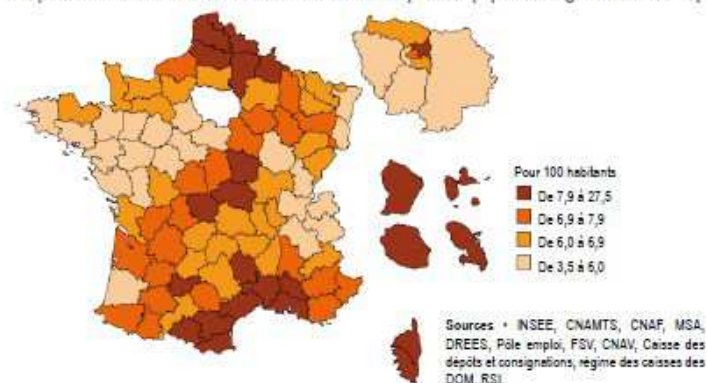 Pour 100 habitants
De 7,9 à 27,5
De 6,9 à 7,9
De 6,0 à 6,9
De 3,5 à 6,0
Sources • INSEE, CNAMTS, CNAF, MSA,
DREES, Pôle emploi, FSV, CNAV, Caisse des
dépôts et consignations, régime des caisses des
DOM, RSI